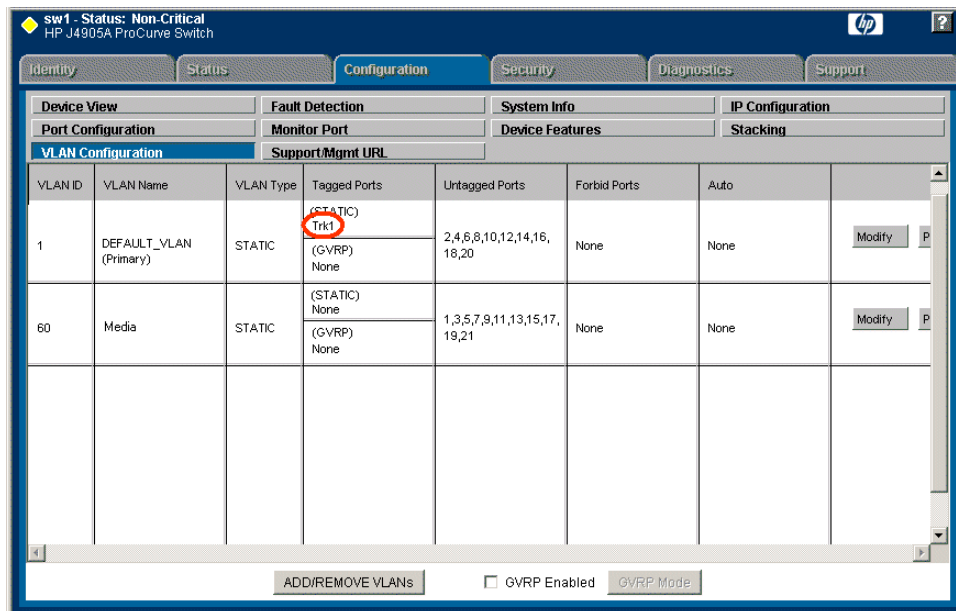 sw1 - Status: Non-Critical
HP J4905A ProCurve Switch
hp
?
Identity
Status
Configuration
Security
Diagnostics
Support
Device View
Fault Detection
System Info
IP Configuration
Port Configuration
Monitor Port
Device Features
Stacking
VLAN Configuration
Support/Mgmt URL
VLAN ID
VLAN Name
VLAN Type
Tagged Ports
Untagged Ports
Forbid Ports
Auto
1
DEFAULT_VLAN
(Primary)
STATIC
(STATIC)
Trk1
(GVRP)
None
2,4,6,8,10,12,14,16,
18,20
None
None
Modify
P
60
Media
STATIC
(STATIC)
None
(GVRP)
None
1,3,5,7,9,11,13,15,17,
19,21
None
None
Modify
P
ADD/REMOVE VLANs
GVRP Enabled
GVRP Mode